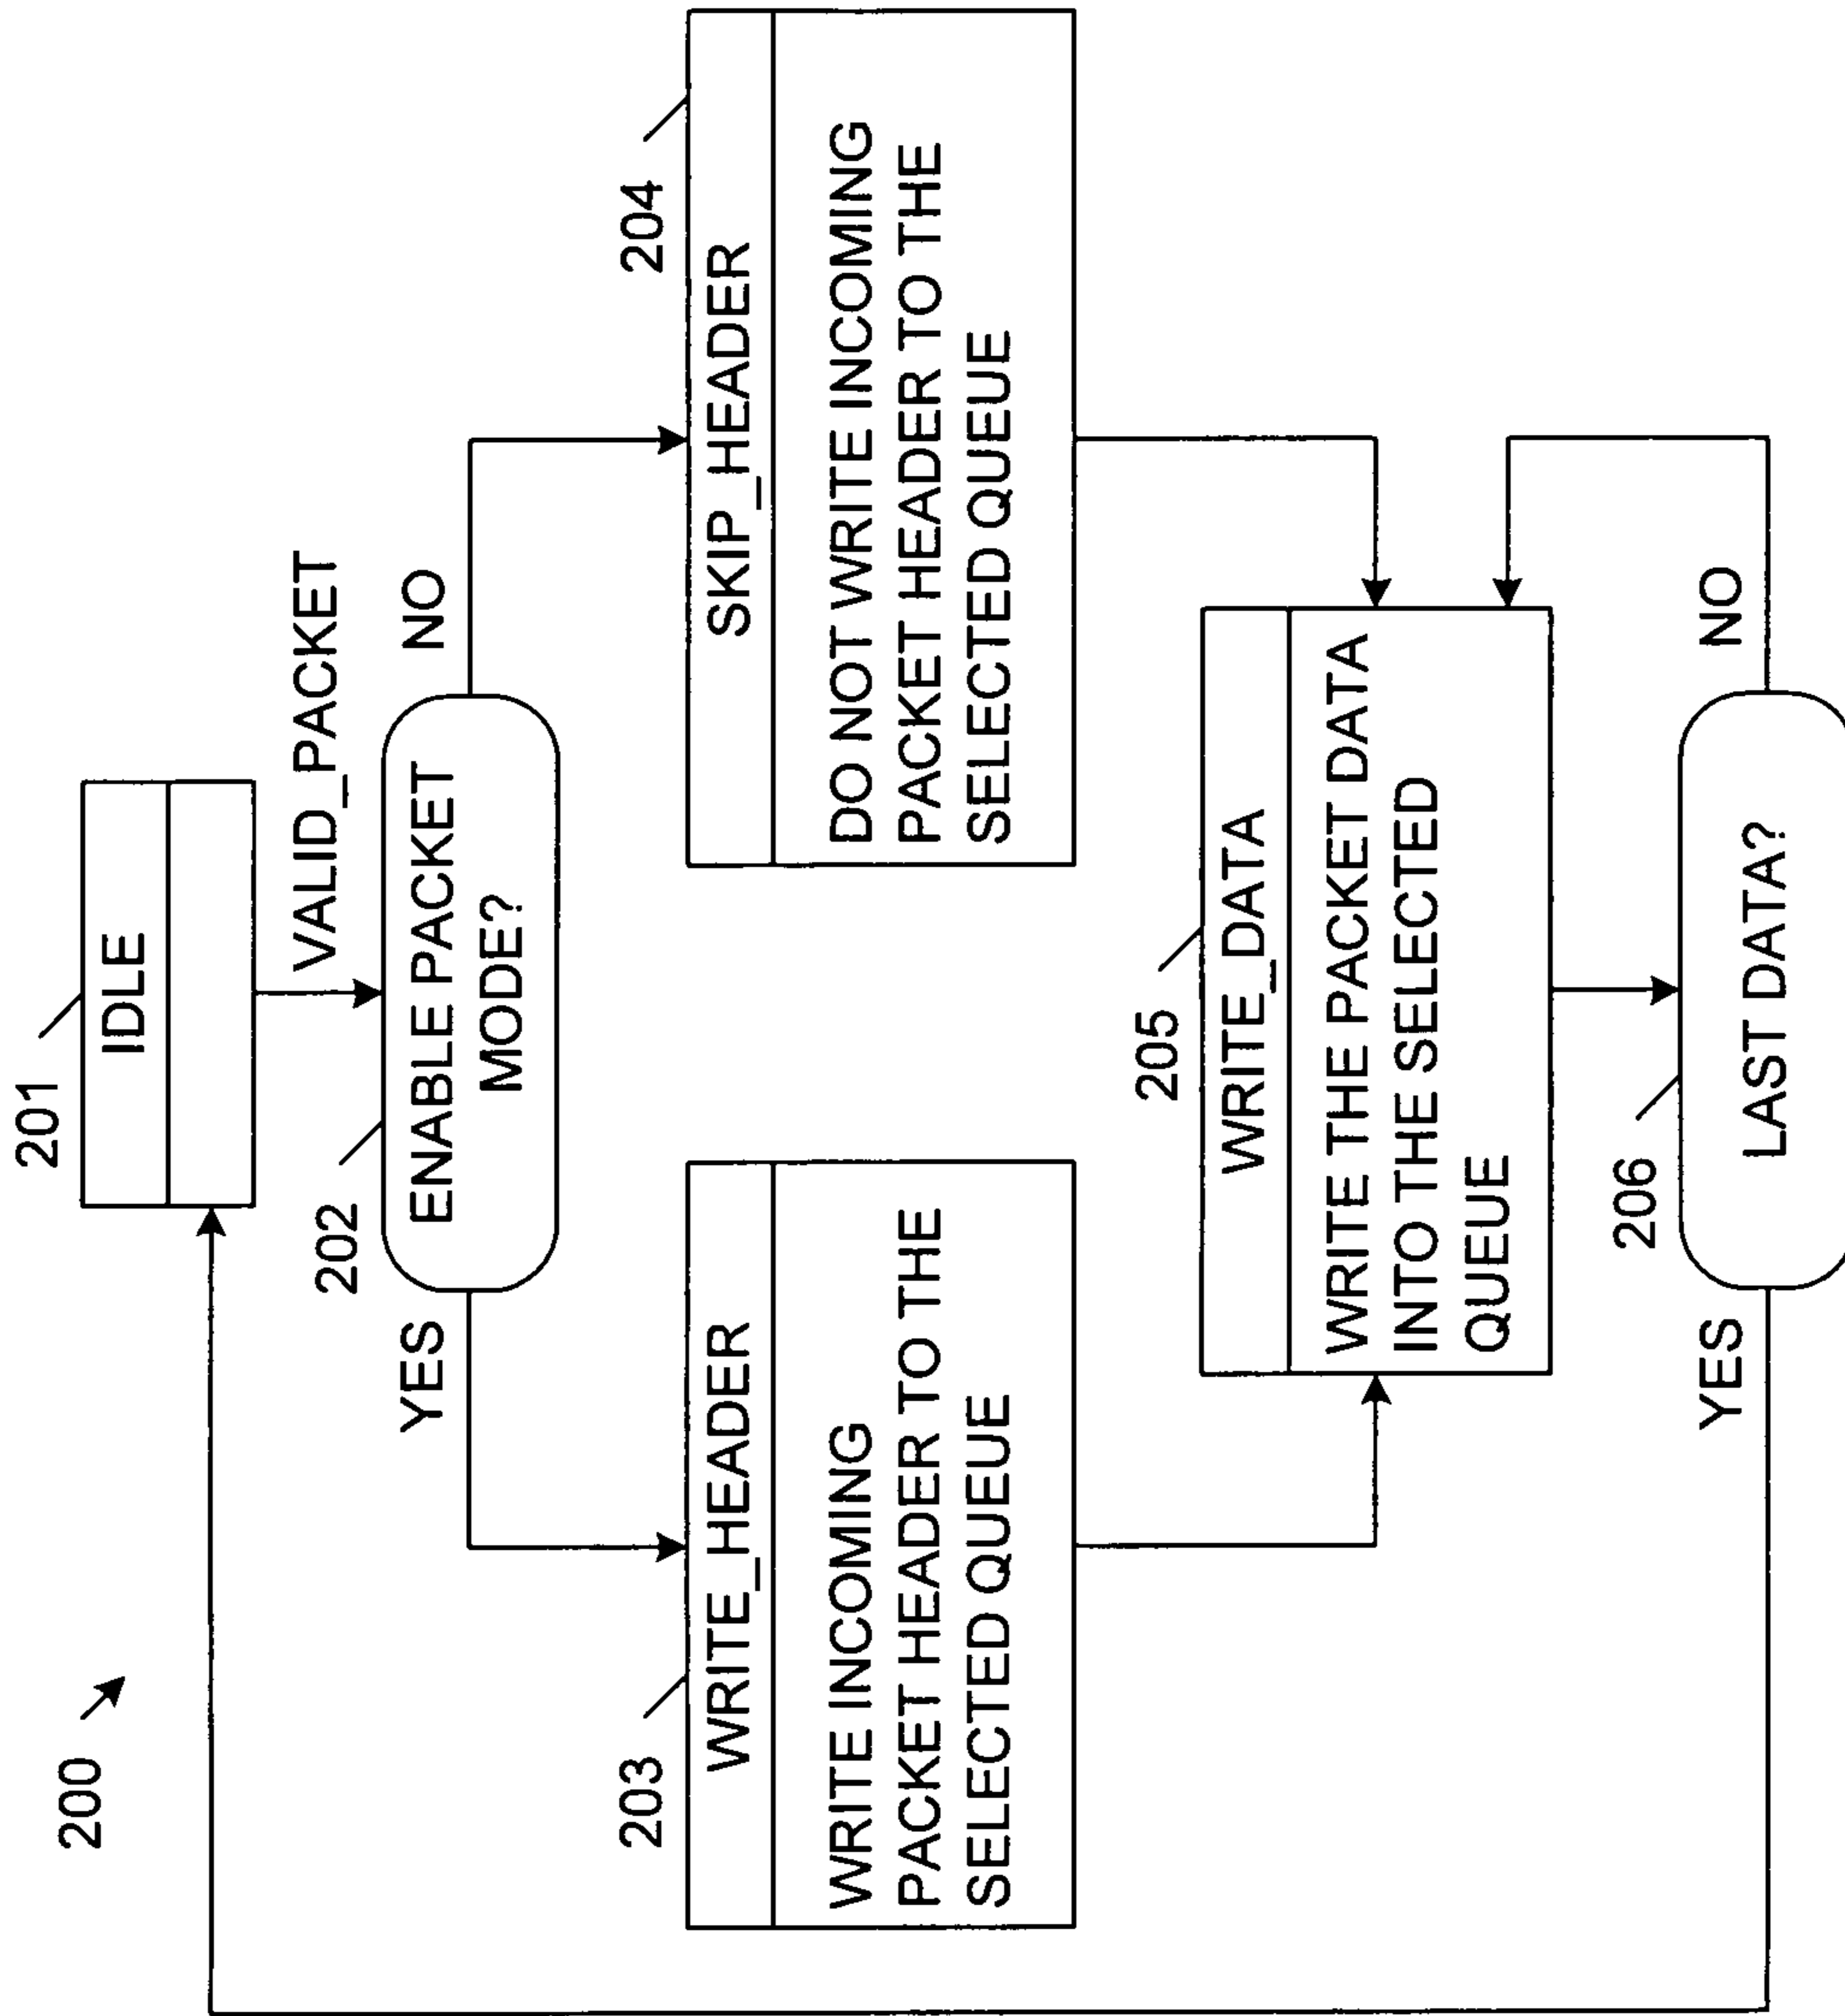 200
201
IDLE
VALID_PACKET
202
ENABLE PACKET
MODE?
YES
NO
203
WRITE_HEADER
WRITE INCOMING
PACKET HEADER TO THE
SELECTED QUEUE
204
SKIP_HEADER
DO NOT WRITE INCOMING
PACKET HEADER TO THE
SELECTED QUEUE
205
WRITE_DATA
WRITE THE PACKET DATA
INTO THE SELECTED
QUEUE
206
LAST DATA?
YES
NO